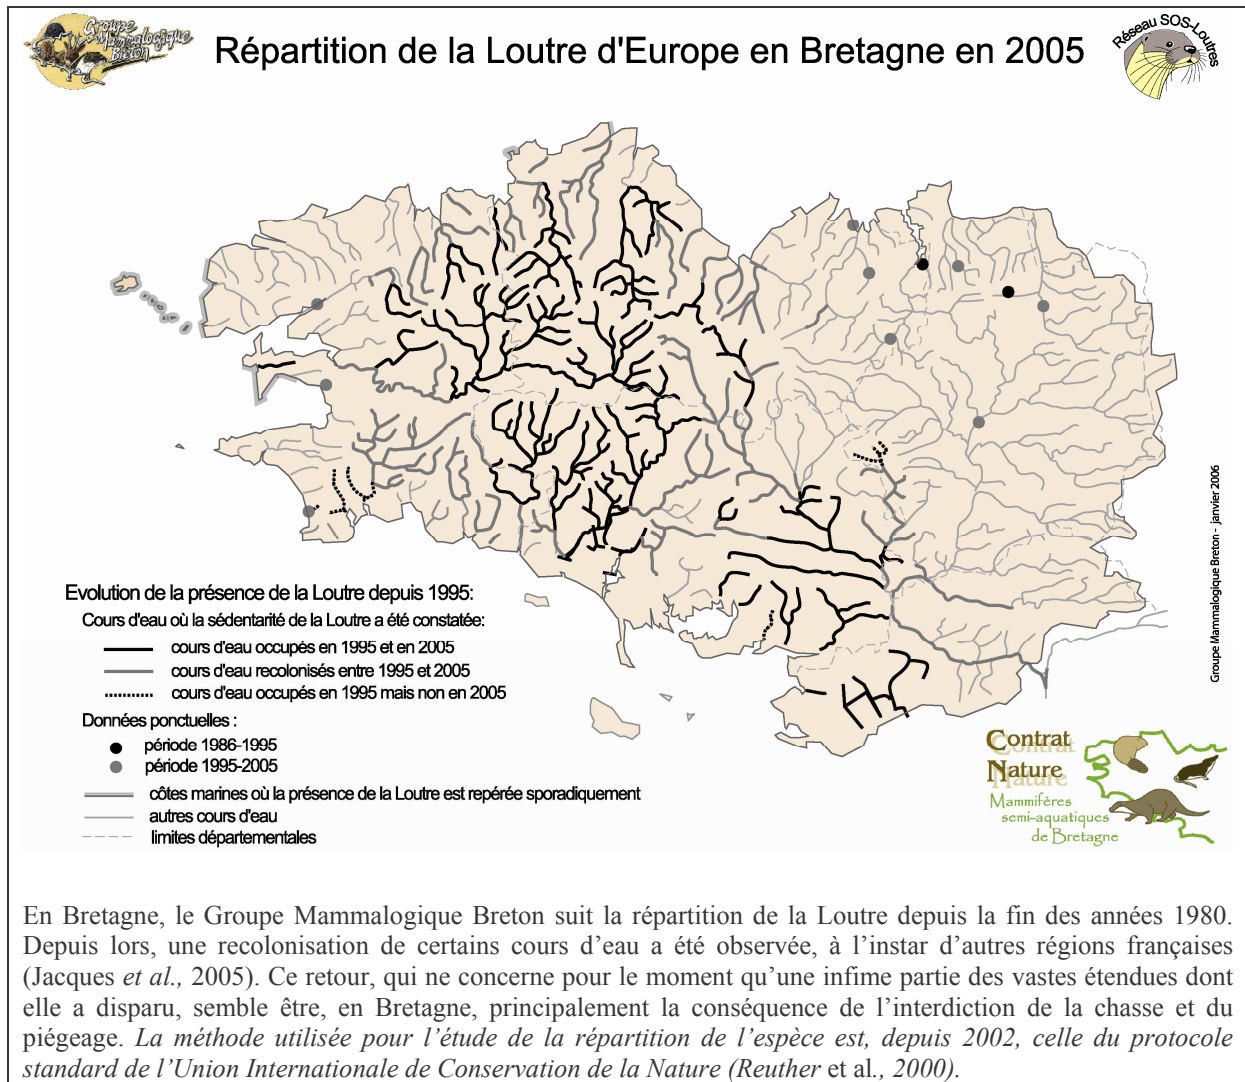 Groupe
Mammalogique
Breton
Répartition de la Loutre d'Europe en Bretagne en 2005
Réseau SOS-Loutres
Groupe Mammalogique Breton - janvier 2006
Evolution de la présence de la Loutre depuis 1995:
Cours d'eau où la sédentarité de la Loutre a été constatée:
cours d'eau occupés en 1995 et en 2005
cours d'eau recolonisés entre 1995 et 2005
cours d'eau occupés en 1995 mais non en 2005
Données ponctuelles :
période 1986-1995
période 1995-2005
côtes marines où la présence de la Loutre est repérée sporadiquement
autres cours d'eau
limites départementales
Contrat
Nature
Mammifères
semi-aquatiques
de Bretagne
En Bretagne, le Groupe Mammalogique Breton suit la répartition de la Loutre depuis la fin des années 1980.
Depuis lors, une recolonisation de certains cours d'eau a été observée, à l'instar d'autres régions françaises
(Jacques et al., 2005). Ce retour, qui ne concerne pour le moment qu'une infime partie des vastes étendues dont
elle a disparu, semble être, en Bretagne, principalement la conséquence de l'interdiction de la chasse et du
piégeage. La méthode utilisée pour l'étude de la répartition de l'espèce est, depuis 2002, celle du protocole
standard de l'Union Internationale de Conservation de la Nature (Reuther et al., 2000).